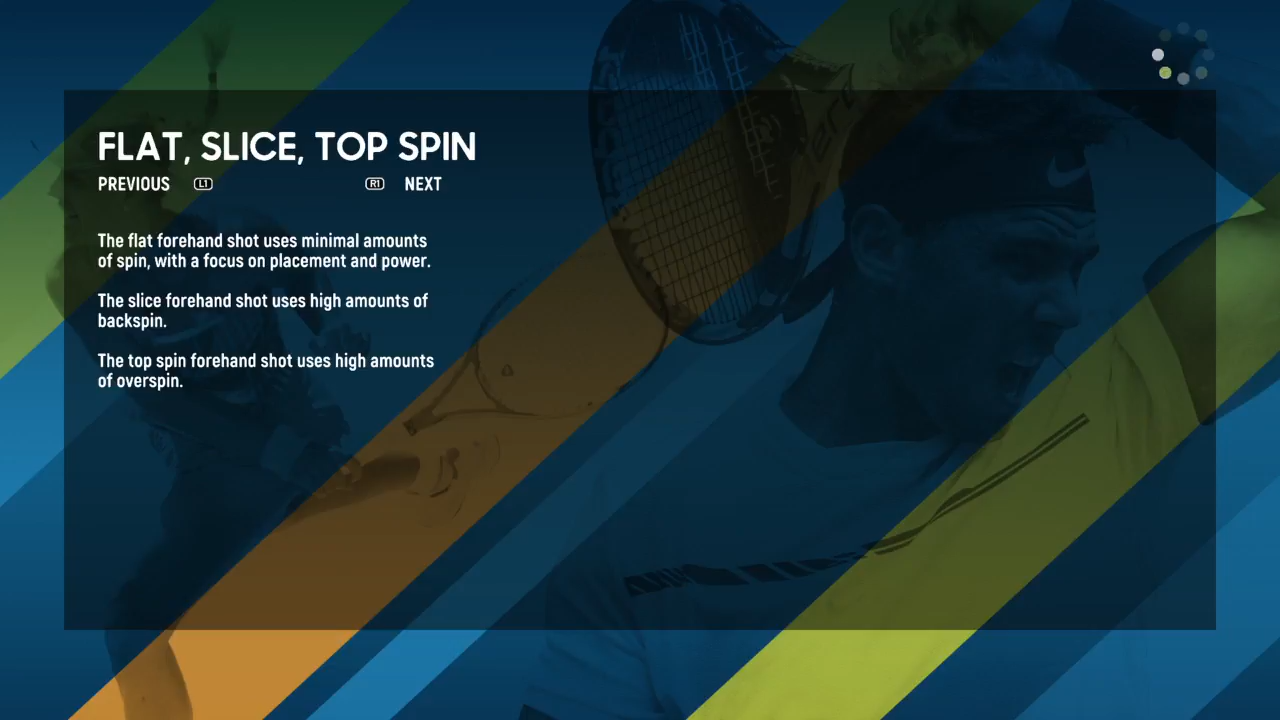 FLAT, SLICE, TOP SPIN
PREVIOUS L1 R1 NEXT
The flat forehand shot uses minimal amounts
of spin, with a focus on placement and power.
The slice forehand shot uses high amounts of
backspin.
The top spin forehand shot uses high amounts
of overspin.